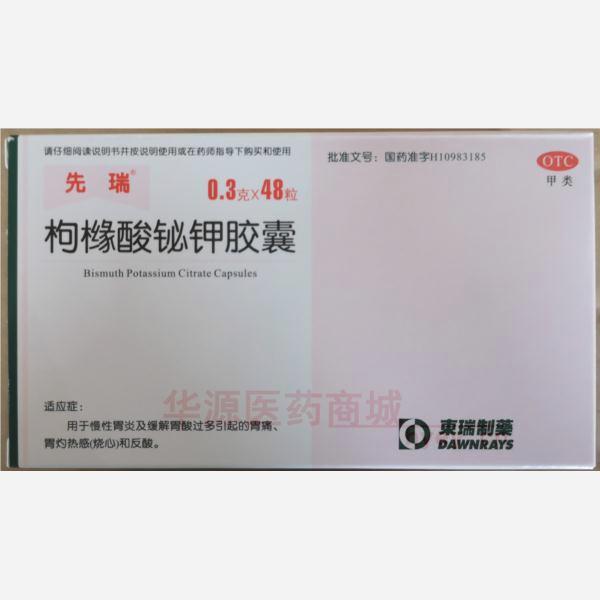 请仔细阅读说明书并按说明使用或在药师指导下购买和使用
批准文号：国药准字H10983185
OTC
甲类
先瑞®
0.3克×48粒
枸橼酸铋钾胶囊
Bismuth Potassium Citrate Capsules
华源医药商城
适应症：
用于慢性胃炎及缓解胃酸过多引起的胃痛、
胃灼热感(烧心)和反酸。
東瑞制藥
DAWNRAYS